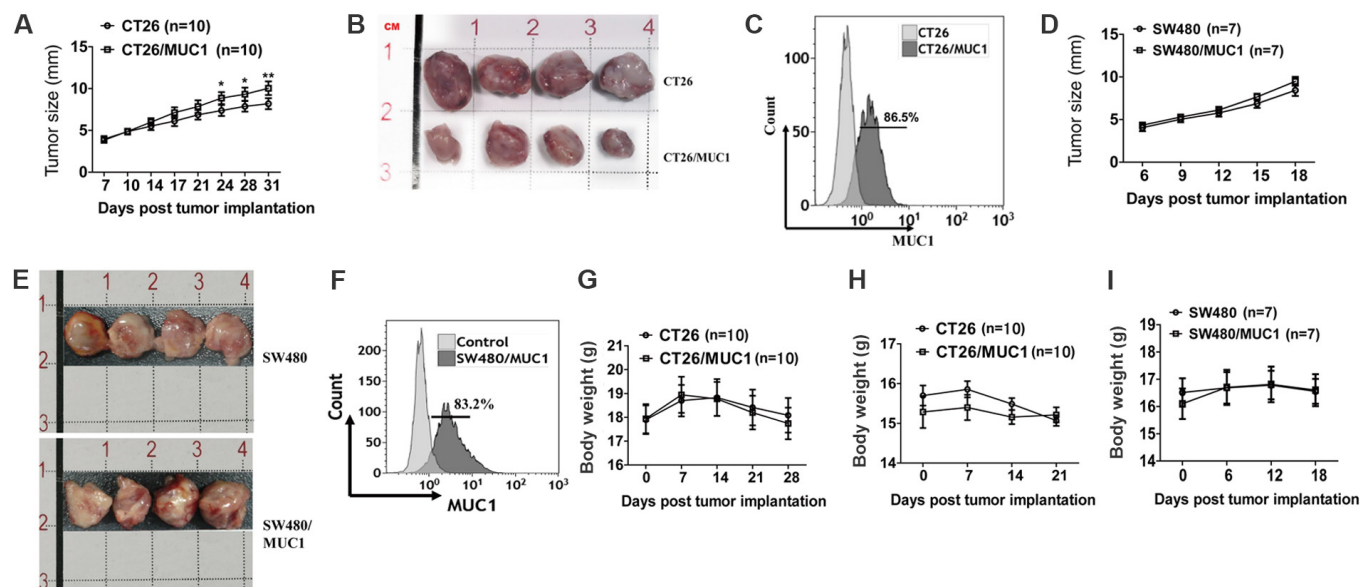 A
CT26 (n=10)
CT26/MUC1 (n=10)
Tumor size (mm)
15
10
5
0
* * **
7 10 14 17 21 24 28 31
Days post tumor implantation
B
CM
1 2 3 4
1
2
3
CT26
CT26/MUC1
C
CT26
CT26/MUC1
Count
100
50
0
86.5%
10⁰ 10¹ 10² 10³
MUC1
D
SW480 (n=7)
SW480/MUC1 (n=7)
Tumor size (mm)
15
10
5
0
6 9 12 15 18
Days post tumor implantation
E
1 2 3 4
1
2
3
SW480
1 2 3 4
1
2
3
SW480/
MUC1
F
Control
SW480/MUC1
Count
200
150
100
50
0
83.2%
10⁰ 10¹ 10² 10³
MUC1
G
CT26 (n=10)
CT26/MUC1 (n=10)
Body weight (g)
21
20
19
18
17
16
0 7 14 21 28
Days post tumor implantation
H
CT26 (n=10)
CT26/MUC1 (n=10)
Body weight (g)
17
16
15
14
0 7 14 21
Days post tumor implantation
I
SW480 (n=7)
SW480/MUC1 (n=7)
Body weight (g)
19
18
17
16
15
14
0 6 12 18
Days post tumor implantation